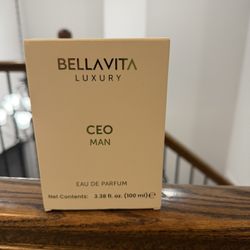 BELLAVITA
LUXURY
CEO
MAN
EAU DE PARFUM
Net Contents: 3.38 fl. oz. (100 ml) ℮